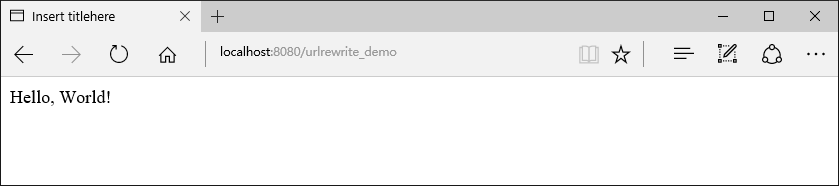 Insert titlehere
localhost:8080/urlrewrite_demo
Hello, World!